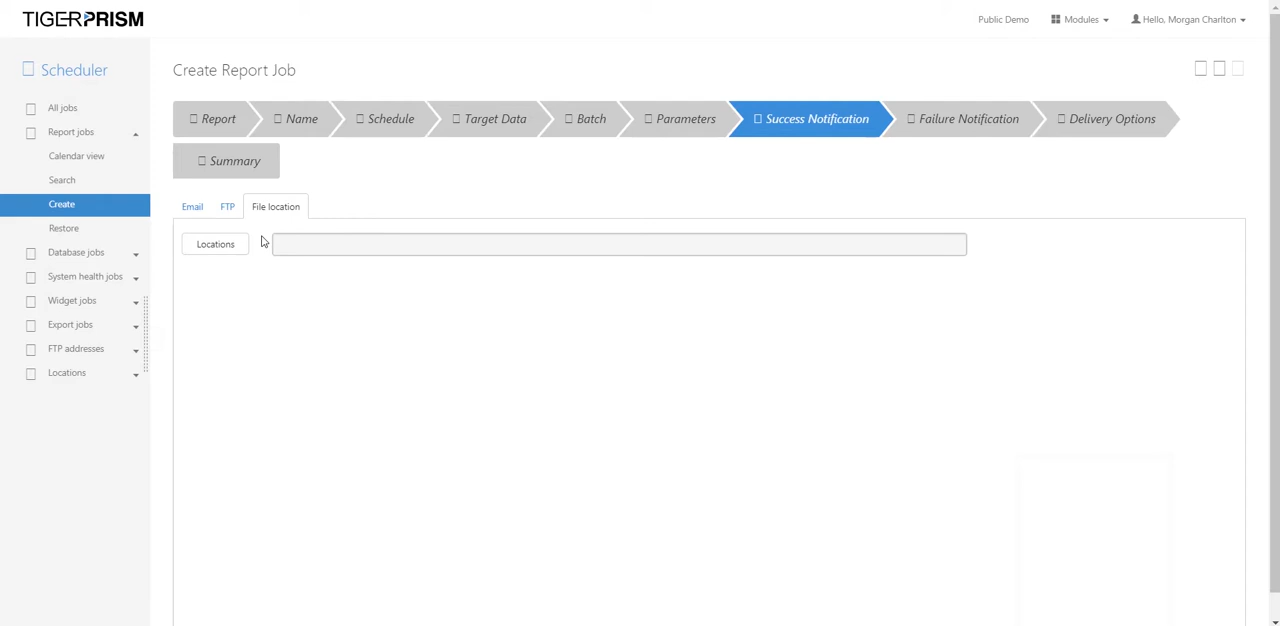 TIGER PRISM
Public Demo
Modules
Hello, Morgan Charlton
Scheduler
All jobs
Report jobs
Calendar view
Search
Create
Restore
Database jobs
System health jobs
Widget jobs
Export jobs
FTP addresses
Locations
Create Report Job
Report
Name
Schedule
Target Data
Batch
Parameters
Success Notification
Failure Notification
Delivery Options
Summary
Email
FTP
File location
Locations